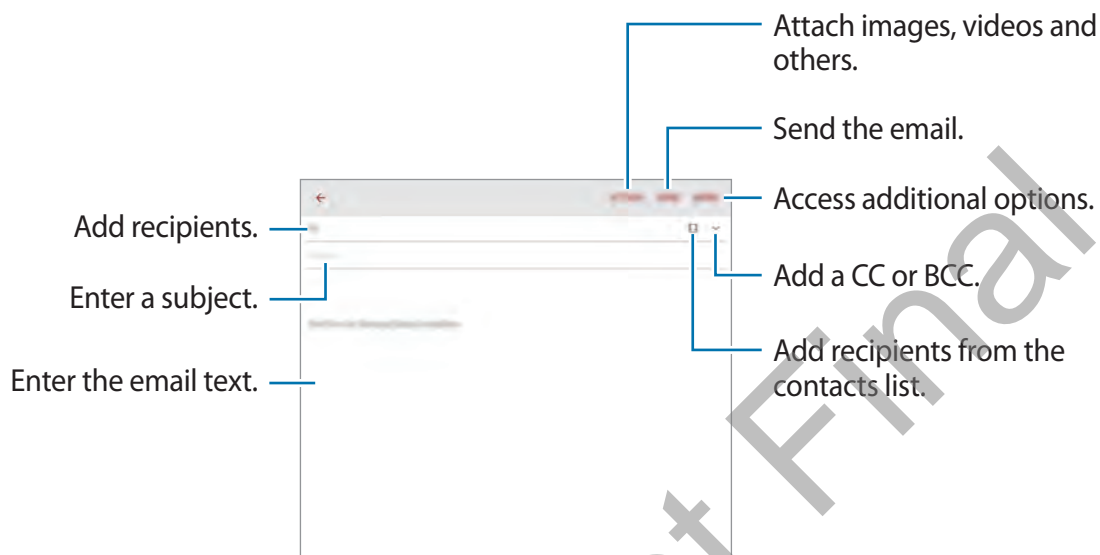 Attach images, videos and
others.
Send the email.
Access additional options.
Add recipients.
Add a CC or BCC.
Enter a subject.
Add recipients from the
contacts list.
Enter the email text.
Final